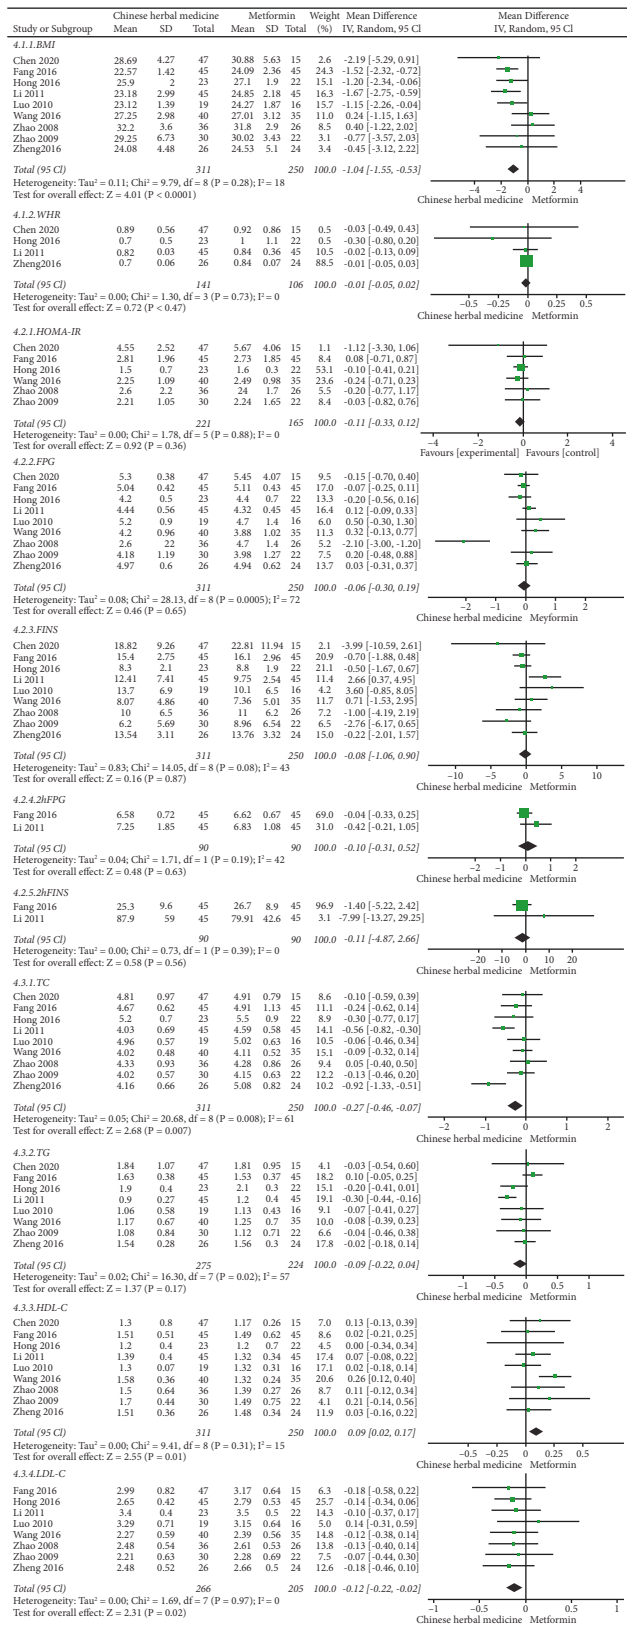 Chinese herbal medicine Metformin Weight Mean Difference Mean Difference
Study or Subgroup Mean SD Total Mean SD Total (%) IV, Random, 95 Cl IV, Random, 95 Cl
4.1.1.BMI
Chen 2020 28.69 4.27 47 30.88 5.63 15 2.6 -2.19 [-5.29, 0.91]
Fang 2016 22.57 1.42 45 24.09 2.36 45 24.3 -1.52 [-2.32, -0.72]
Hong 2016 25.9 2 23 27.1 1.9 22 15.1 -1.20 [-2.34, -0.06]
Li 2011 23.18 2.99 45 24.85 2.18 45 16.3 -1.67 [-2.75, -0.59]
Luo 2010 23.12 1.39 19 24.27 1.87 16 15.7 -1.15 [-2.26, -0.04]
Wang 2016 27.25 2.98 40 27.01 3.12 35 11.0 0.24 [-1.15, 1.63]
Zhao 2008 32.2 3.6 36 31.8 2.9 26 8.5 0.40 [-1.22, 2.02]
Zhao 2009 29.25 6.73 30 30.02 3.43 22 3.1 -0.77 [-3.57, 2.03]
Zheng2016 24.08 4.48 26 24.53 5.1 24 3.4 -0.45 [-3.12, 2.22]
Total (95 Cl) 311 250 100.0 -1.04 [-1.55, -0.53]
Heterogeneity: Tau² = 0.11; Chi² = 9.79, df = 8 (P = 0.28); I² = 18
Test for overall effect: Z = 4.01 (P < 0.0001)
-4 -2 0 2 4
Chinese herbal medicine Metformin
4.1.2.WHR
Chen 2020 0.89 0.56 47 0.92 0.86 15 0.5 -0.03 [-0.49, 0.43]
Hong 2016 0.7 0.5 23 1 1.1 22 0.5 -0.30 [-0.80, 0.20]
Li 2011 0.82 0.03 45 0.84 0.36 45 10.5 -0.02 [-0.13, 0.09]
Zheng2016 0.7 0.06 26 0.84 0.07 24 88.5 -0.01 [-0.05, 0.03]
Total (95 Cl) 141 106 100.0 -0.01 [-0.05, 0.02]
Heterogeneity: Tau² = 0.00; Chi² = 1.30, df = 3 (P = 0.73); I² = 0
Test for overall effect: Z = 0.72 (P < 0.47)
-0.5 -0.25 0 0.25 0.5
Chinese herbal medicine Metformin
4.2.1.HOMA-IR
Chen 2020 4.55 2.52 47 5.67 4.06 15 1.1 -1.12 [-3.30, 1.06]
Fang 2016 2.81 1.96 45 2.73 1.85 45 8.4 0.08 [-0.71, 0.87]
Hong 2016 1.5 0.7 23 1.6 0.3 22 53.1 -0.10 [-0.41, 0.21]
Wang 2016 2.25 1.09 40 2.49 0.98 35 23.6 -0.24 [-0.71, 0.23]
Zhao 2008 2.6 2.2 36 24 1.7 26 5.5 -0.20 [-0.77, 1.17]
Zhao 2009 2.21 1.05 30 2.24 1.65 22 8.4 -0.03 [-0.82, 0.76]
Total (95 Cl) 221 165 100.0 -0.11 [-0.33, 0.12]
Heterogeneity: Tau² = 0.00; Chi² = 1.78, df = 5 (P = 0.88); I² = 0
Test for overall effect: Z = 0.92 (P = 0.36)
-4 -2 0 2 4
Favours [experimental] Favours [control]
4.2.2.FPG
Chen 2020 5.3 0.38 47 5.45 4.07 15 9.5 -0.15 [-0.70, 0.40]
Fang 2016 5.04 0.42 45 5.11 0.43 45 17.0 -0.07 [-0.25, 0.11]
Hong 2016 4.2 0.5 23 4.4 0.7 22 13.3 -0.20 [-0.56, 0.16]
Li 2011 4.44 0.56 45 4.32 0.45 45 16.4 0.12 [-0.09, 0.33]
Luo 2010 5.2 0.9 19 4.7 1.4 16 6.0 0.50 [-0.30, 1.30]
Wang 2016 4.2 0.96 40 3.88 1.02 35 11.3 0.32 [-0.13, 0.77]
Zhao 2008 2.6 22 36 4.7 1.4 26 5.2 -2.10 [-3.00, -1.20]
Zhao 2009 4.18 1.19 30 3.98 1.27 22 7.5 0.20 [-0.48, 0.88]
Zheng2016 4.97 0.6 26 4.94 0.62 24 13.7 0.03 [-0.31, 0.37]
Total (95 Cl) 311 250 100.0 -0.06 [-0.30, 0.19]
Heterogeneity: Tau² = 0.08; Chi² = 28.13, df = 8 (P = 0.0005); I² = 72
Test for overall effect: Z = 0.46 (P = 0.65)
-2 -1 0 1 2
Chinese herbal medicine Meyformin
4.2.3.FINS
Chen 2020 18.82 9.26 47 22.81 11.94 15 2.1 -3.99 [-10.59, 2.61]
Fang 2016 15.4 2.75 45 16.1 2.96 45 20.9 -0.70 [-1.88, 0.48]
Hong 2016 8.3 2.1 23 8.8 1.9 22 21.1 -0.50 [-1.67, 0.67]
Li 2011 12.41 7.41 45 9.75 2.54 45 11.4 2.66 [0.37, 4.95]
Luo 2010 13.7 6.9 19 10.1 6.5 16 4.2 3.60 [-0.85, 8.05]
Wang 2016 8.07 4.86 40 7.36 5.01 35 11.7 0.71 [-1.53, 2.95]
Zhao 2008 10 6.5 36 11 6.2 26 7.2 -1.00 [-4.19, 2.19]
Zhao 2009 6.2 5.69 30 8.96 6.54 22 6.5 -2.76 [-6.17, 0.65]
Zheng2016 13.54 3.11 26 13.76 3.32 24 15.0 -0.22 [-2.01, 1.57]
Total (95 Cl) 311 250 100.0 -0.08 [-1.06, 0.90]
Heterogeneity: Tau² = 0.83; Chi² = 14.05, df = 8 (P = 0.08); I² = 43
Test for overall effect: Z = 0.16 (P = 0.87)
-10 -5 0 5 10
Chinese herbal medicine Metformin
4.2.4.2hFPG
Fang 2016 6.58 0.72 45 6.62 0.67 45 69.0 -0.04 [-0.33, 0.25]
Li 2011 7.25 1.85 45 6.83 1.08 45 31.0 -0.42 [-0.21, 1.05]
Total (95 Cl) 90 90 100.0 -0.10 [-0.31, 0.52]
Heterogeneity: Tau² = 0.04; Chi² = 1.71, df = 1 (P = 0.19); I² = 42
Test for overall effect: Z = 0.48 (P = 0.63)
-2 -1 0 1 2
Chinese herbal medicine Metformin
4.2.5.2hFINS
Fang 2016 25.3 9.6 45 26.7 8.9 45 96.9 -1.40 [-5.22, 2.42]
Li 2011 87.9 59 45 79.91 42.6 45 3.1 -7.99 [-13.27, 29.25]
Total (95 Cl) 90 90 100.0 -0.11 [-4.87, 2.66]
Heterogeneity: Tau² = 0.00; Chi² = 0.73, df = 1 (P = 0.39); I² = 0
Test for overall effect: Z = 0.58 (P = 0.56)
-20 -10 0 10 20
Chinese herbal medicine Metformin
4.3.1.TC
Chen 2020 4.81 0.97 47 4.91 0.79 15 8.6 -0.10 [-0.59, 0.39]
Fang 2016 4.67 0.62 45 4.91 1.13 45 11.1 -0.24 [-0.62, 0.14]
Hong 2016 5.2 0.7 23 5.5 0.9 22 8.9 -0.30 [-0.77, 0.17]
Li 2011 4.03 0.69 45 4.59 0.58 45 14.1 -0.56 [-0.82, -0.30]
Luo 2010 4.96 0.57 19 5.02 0.63 16 10.5 -0.06 [-0.46, 0.34]
Wang 2016 4.02 0.48 40 4.11 0.52 35 15.1 -0.09 [-0.32, 0.14]
Zhao 2008 4.33 0.93 36 4.28 0.86 26 9.4 0.05 [-0.40, 0.50]
Zhao 2009 4.02 0.57 30 4.15 0.63 22 12.2 -0.13 [-0.46, 0.20]
Zheng2016 4.16 0.66 26 5.08 0.82 24 10.2 -0.92 [-1.33, -0.51]
Total (95 Cl) 311 250 100.0 -0.27 [-0.46, -0.07]
Heterogeneity: Tau² = 0.05; Chi² = 20.68, df = 8 (P = 0.008); I² = 61
Test for overall effect: Z = 2.68 (P = 0.007)
-2 -1 0 1 2
Chinese herbal medicine Metformin
4.3.2.TG
Chen 2020 1.84 1.07 47 1.81 0.95 15 4.1 -0.03 [-0.54, 0.60]
Fang 2016 1.63 0.38 45 1.53 0.37 45 18.2 0.10 [-0.05, 0.25]
Hong 2016 1.9 0.4 23 2.1 0.3 22 15.1 -0.20 [-0.41, 0.01]
Li 2011 0.9 0.27 45 1.2 0.4 45 19.1 -0.30 [-0.44, -0.16]
Luo 2010 1.06 0.58 19 1.13 0.43 16 9.1 -0.07 [-0.41, 0.27]
Wang 2016 1.17 0.67 40 1.25 0.7 35 10.0 -0.08 [-0.39, 0.23]
Zhao 2009 1.08 0.84 30 1.12 0.71 22 6.6 -0.04 [-0.46, 0.38]
Zheng 2016 1.54 0.28 26 1.56 0.3 24 17.8 -0.02 [-0.18, 0.14]
Total (95 Cl) 275 224 100.0 -0.09 [-0.22, 0.04]
Heterogeneity: Tau² = 0.02; Chi² = 16.30, df = 7 (P = 0.02); I² = 57
Test for overall effect: Z = 1.37 (P = 0.17)
-1 -0.5 0 0.5 1
Chinese herbal medicine Metformin
4.3.3.HDL-C
Chen 2020 1.3 0.8 47 1.17 0.26 15 7.0 0.13 [-0.13, 0.39]
Fang 2016 1.51 0.51 45 1.49 0.62 45 8.6 0.02 [-0.21, 0.25]
Hong 2016 1.2 0.4 23 1.2 0.7 22 4.5 0.00 [-0.34, 0.34]
Li 2011 1.39 0.4 45 1.32 0.34 45 17.4 0.07 [-0.08, 0.22]
Luo 2010 1.3 0.07 19 1.32 0.31 16 17.1 0.02 [-0.18, 0.14]
Wang 2016 1.58 0.36 40 1.32 0.24 35 20.6 0.26 [0.12, 0.40]
Zhao 2008 1.5 0.64 36 1.39 0.27 26 8.7 0.11 [-0.12, 0.34]
Zhao 2009 1.7 0.44 30 1.49 0.75 22 4.1 0.21 [-0.14, 0.56]
Zheng 2016 1.51 0.36 26 1.48 0.34 24 11.9 0.03 [-0.16, 0.22]
Total (95 Cl) 311 250 100.0 0.09 [0.02, 0.17]
Heterogeneity: Tau² = 0.00; Chi² = 9.41, df = 8 (P = 0.31); I² = 15
Test for overall effect: Z = 2.55 (P = 0.01)
-0.5 -0.25 0 0.25 0.5
Chinese herbal medicine Metformin
4.3.4.LDL-C
Fang 2016 2.99 0.82 47 3.17 0.64 15 6.3 -0.18 [-0.58, 0.22]
Hong 2016 2.65 0.42 45 2.79 0.53 45 25.7 -0.14 [-0.34, 0.06]
Li 2011 3.4 0.4 23 3.5 0.5 22 14.3 -0.10 [-0.37, 0.17]
Luo 2010 3.29 0.71 19 3.15 0.64 16 5.0 0.14 [-0.31, 0.59]
Wang 2016 2.27 0.59 40 2.39 0.56 35 14.8 -0.12 [-0.38, 0.14]
Zhao 2008 2.48 0.54 36 2.61 0.53 26 13.8 -0.13 [-0.40, 0.14]
Zhao 2009 2.21 0.63 30 2.28 0.69 22 7.5 -0.07 [-0.44, 0.30]
Zheng 2016 2.48 0.52 26 2.66 0.5 24 12.6 -0.18 [-0.46, 0.10]
Total (95 Cl) 266 205 100.0 -0.12 [-0.22, -0.02]
Heterogeneity: Tau² = 0.00; Chi² = 1.69, df = 7 (P = 0.97); I² = 0
Test for overall effect: Z = 2.31 (P = 0.02)
-1 -0.5 0 0.5 1
Chinese herbal medicine Metformin